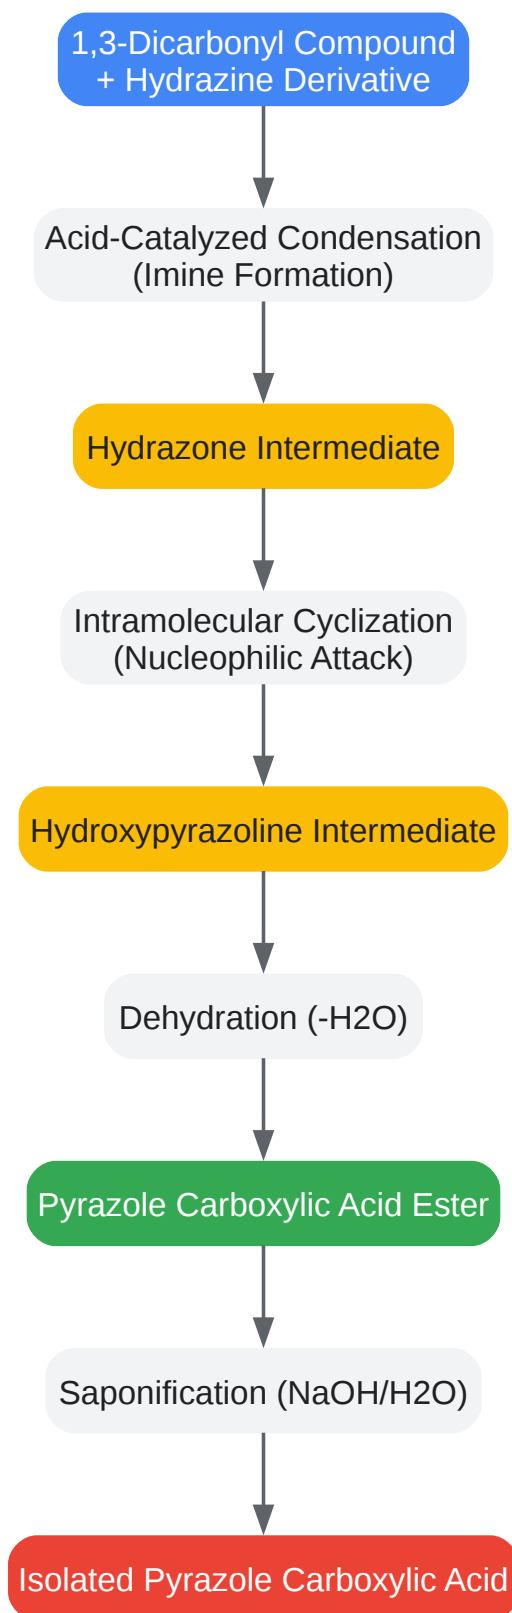 1,3-Dicarbonyl Compound
+ Hydrazine Derivative
Acid-Catalyzed Condensation
(Imine Formation)
Hydrazone Intermediate
Intramolecular Cyclization
(Nucleophilic Attack)
Hydroxypyrazoline Intermediate
Dehydration (-H2O)
Pyrazole Carboxylic Acid Ester
Saponification (NaOH/H2O)
Isolated Pyrazole Carboxylic Acid